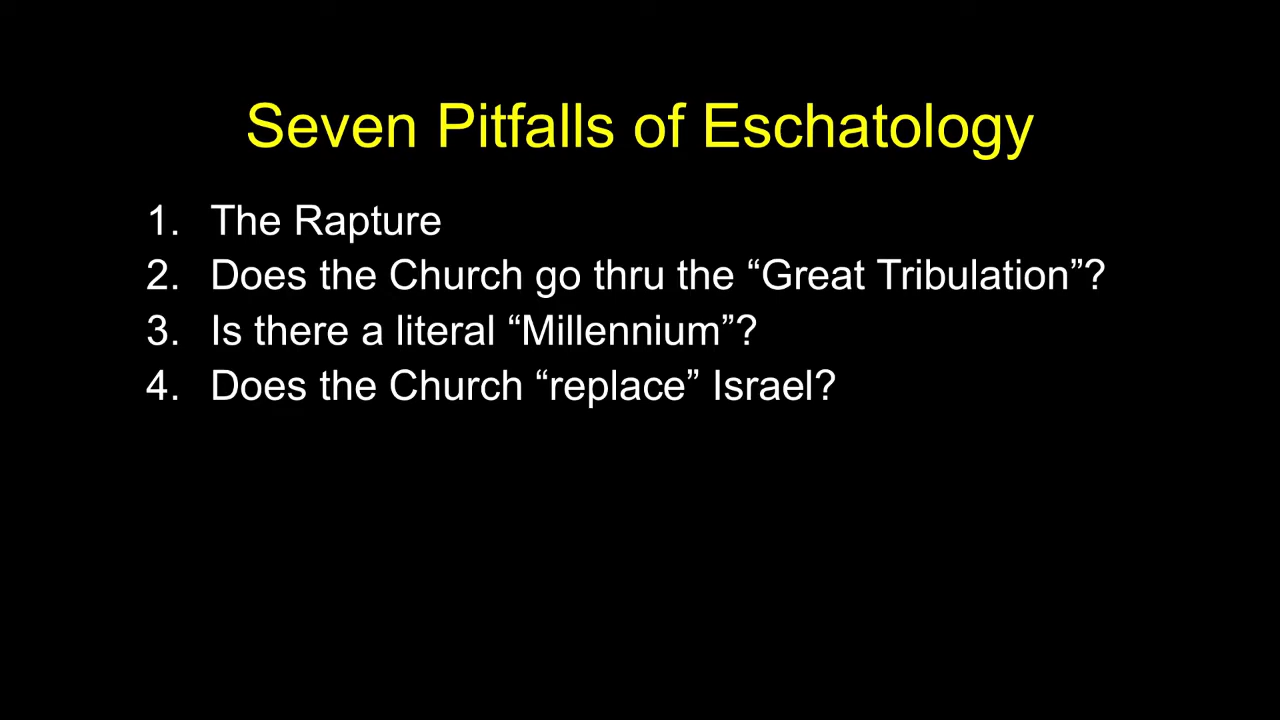 Seven Pitfalls of Eschatology
1. The Rapture
2. Does the Church go thru the “Great Tribulation”?
3. Is there a literal “Millennium”?
4. Does the Church “replace” Israel?